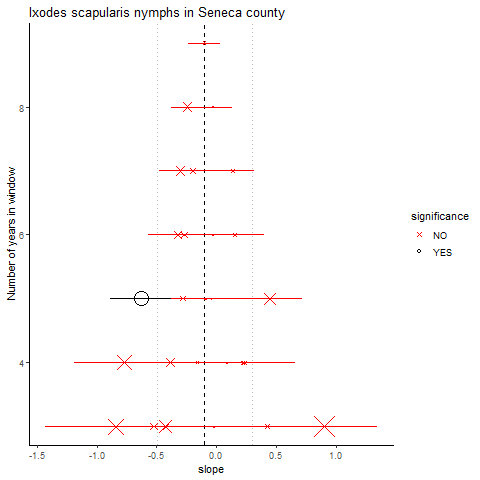 Ixodes scapularis nymphs in Seneca county
Number of years in window
8
6
4
-1.5 -1.0 -0.5 0.0 0.5 1.0
slope
significance
NO
YES